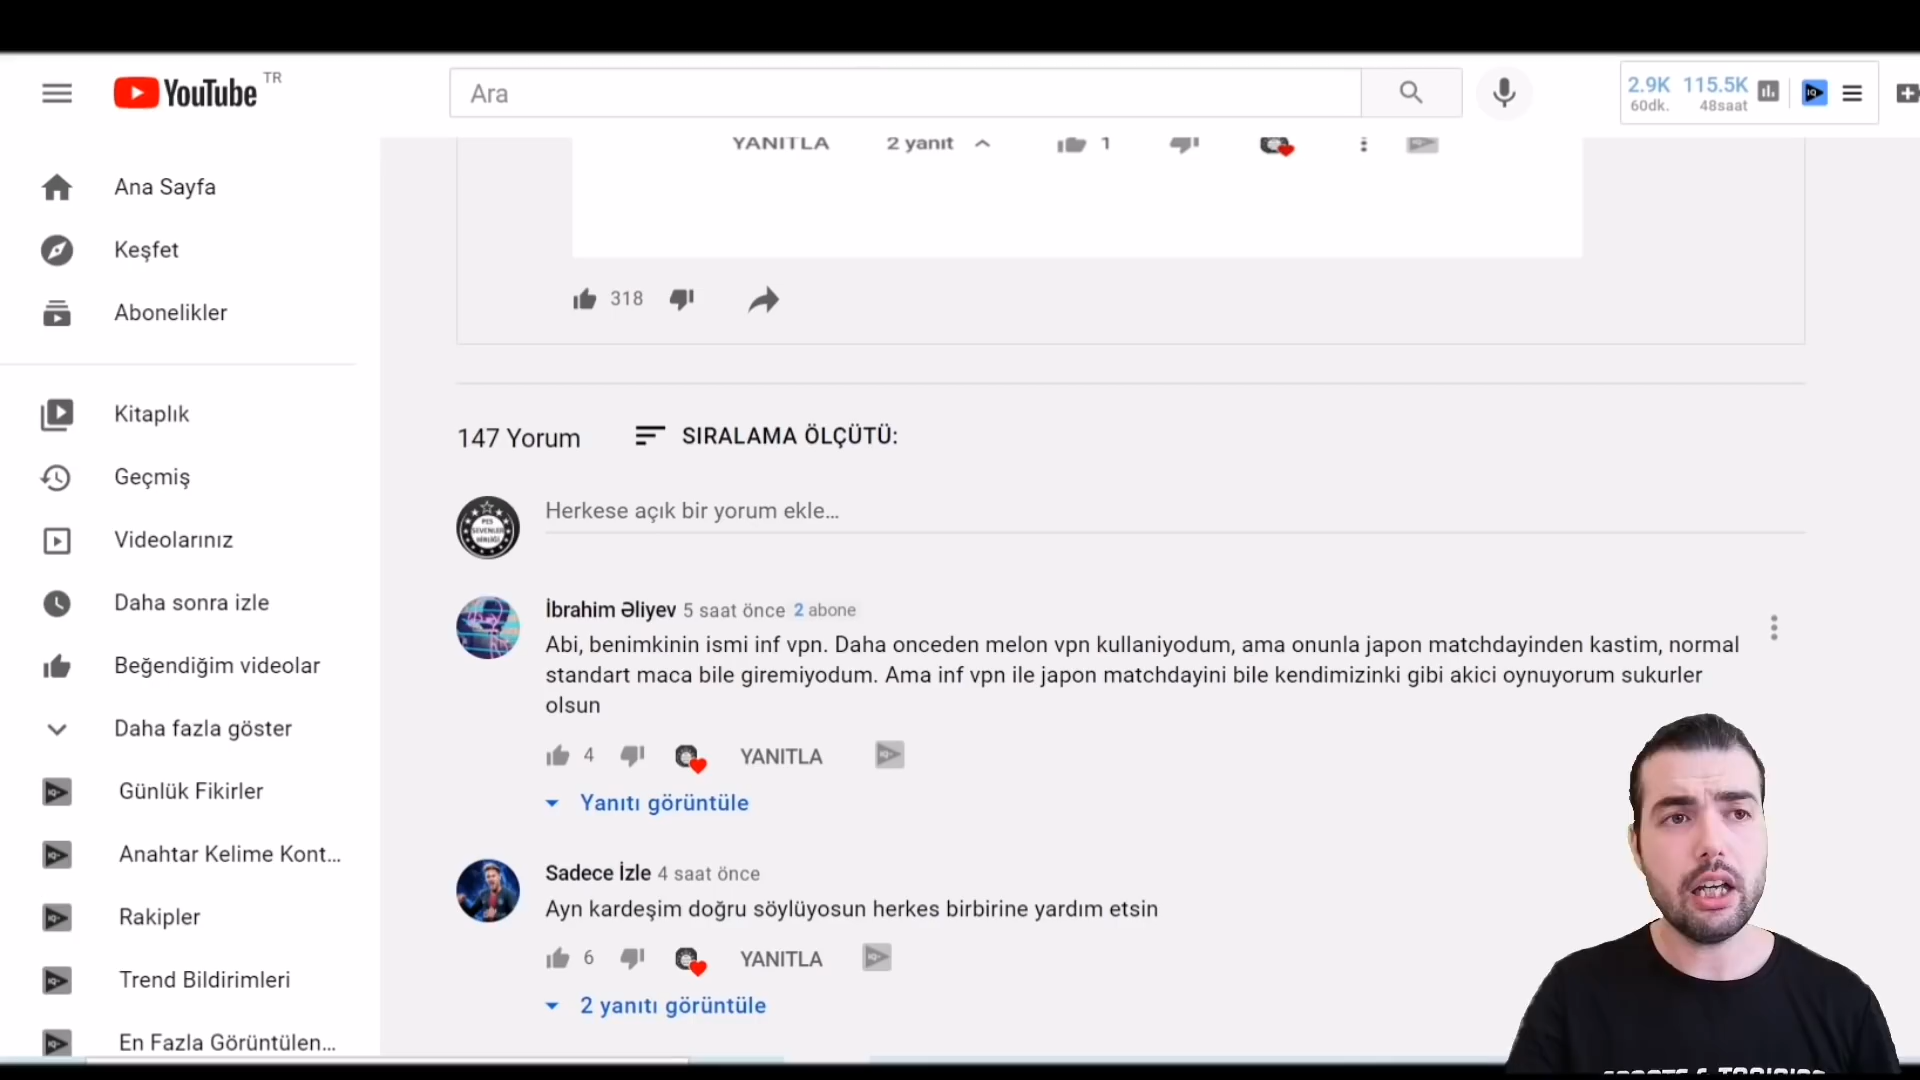 YouTube TR
Ara
2.9K 115.5K
60dk. 48saat
YANITLA 2 yanıt 1
Ana Sayfa
Keşfet
Abonelikler
318
Kitaplık
147 Yorum SIRALAMA ÖLÇÜTÜ:
Geçmiş
Herkese açık bir yorum ekle...
PES
SEVENLER
BİRLİĞİ
Videolarınız
Daha sonra izle
İbrahim Əliyev 5 saat önce 2 abone
Abi, benimkinin ismi inf vpn. Daha onceden melon vpn kullaniyodum, ama onunla japon matchdayinden kastim, normal
standart maca bile giremiyodum. Ama inf vpn ile japon matchdayini bile kendimizinki gibi akici oynuyorum sukurler
olsun
Beğendiğim videolar
Daha fazla göster
4 YANITLA
Yanıtı görüntüle
Günlük Fikirler
Anahtar Kelime Kont...
Sadece İzle 4 saat önce
Ayn kardeşim doğru söylüyosun herkes birbirine yardım etsin
Rakipler
6 YANITLA
Trend Bildirimleri
2 yanıtı görüntüle
En Fazla Görüntülen...